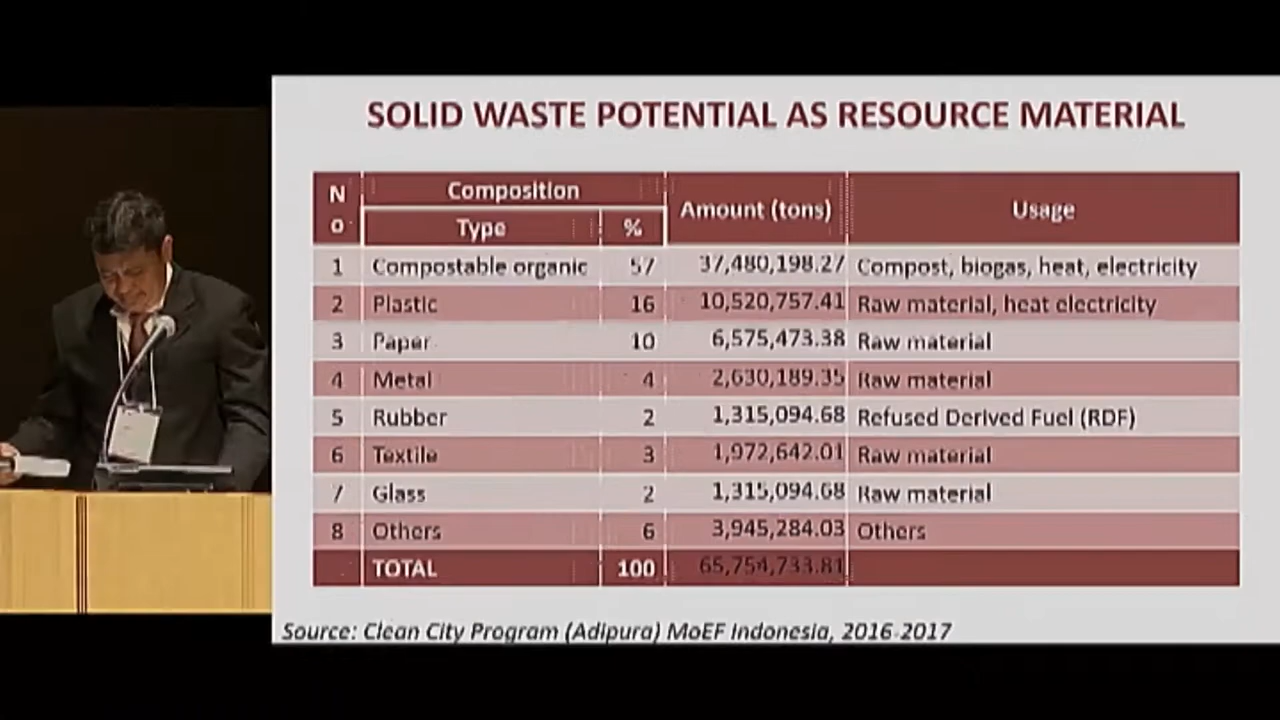 SOLID WASTE POTENTIAL AS RESOURCE MATERIAL
No Composition Amount (tons) Usage
Type %
1 Compostable organic 57 37,480,198.27 Compost, biogas, heat, electricity
2 Plastic 16 10,520,757.41 Raw material, heat electricity
3 Paper 10 6,575,473.38 Raw material
4 Metal 4 2,630,189.35 Raw material
5 Rubber 2 1,315,094.68 Refused Derived Fuel (RDF)
6 Textile 3 1,972,642.01 Raw material
7 Glass 2 1,315,094.68 Raw material
8 Others 6 3,945,284.03 Others
TOTAL 100 65,754,733.81
Source: Clean City Program (Adipura) MoEF Indonesia, 2016-2017